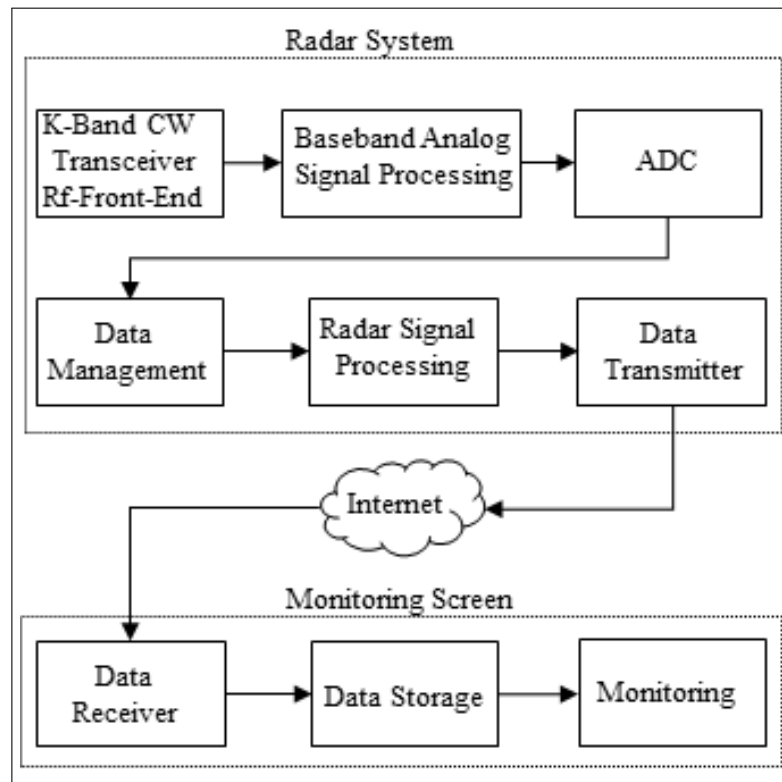 Radar System
K-Band CW
Transceiver
Rf-Front-End
Baseband Analog
Signal Processing
ADC
Data
Management
Radar Signal
Processing
Data
Transmitter
Internet
Monitoring Screen
Data
Receiver
Data Storage
Monitoring